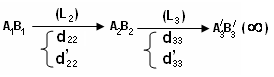 (L₂) (L₃)
A₁B₁ → A₂B₂ → A′₃B′₃ (∞)
{ d₂₂ { d₃₃
d′₂₂ d′₃₃